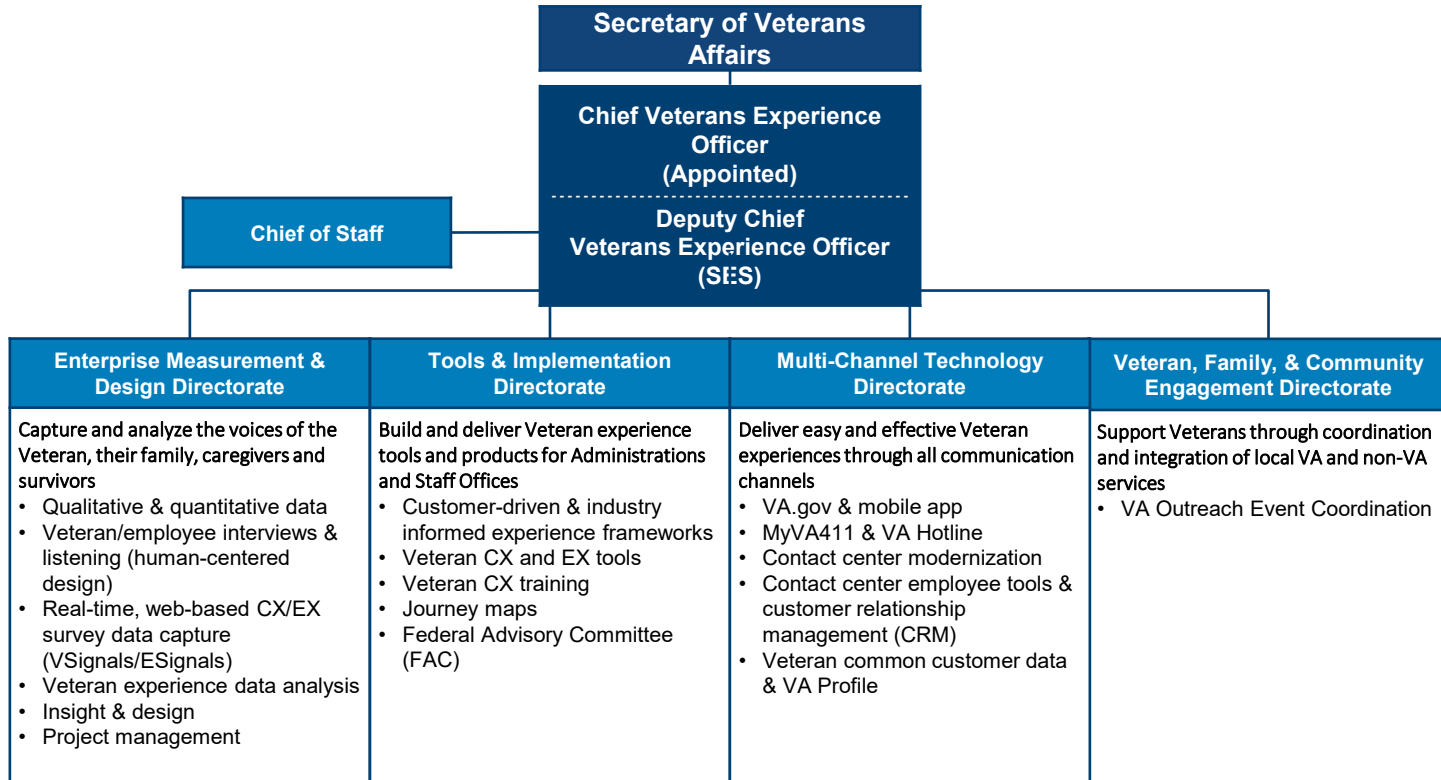 Secretary of Veterans
Affairs
Chief Veterans Experience
Officer
(Appointed)
Deputy Chief
Veterans Experience Officer
(SES)
Chief of Staff
Enterprise Measurement &
Design Directorate
Capture and analyze the voices of the
Veteran, their family, caregivers and
survivors
• Qualitative & quantitative data
• Veteran/employee interviews &
listening (human-centered
design)
• Real-time, web-based CX/EX
survey data capture
(VSignals/ESignals)
• Veteran experience data analysis
• Insight & design
• Project management
Tools & Implementation
Directorate
Build and deliver Veteran experience
tools and products for Administrations
and Staff Offices
• Customer-driven & industry
informed experience frameworks
• Veteran CX and EX tools
• Veteran CX training
• Journey maps
• Federal Advisory Committee
(FAC)
Multi-Channel Technology
Directorate
Deliver easy and effective Veteran
experiences through all communication
channels
• VA.gov & mobile app
• MyVA411 & VA Hotline
• Contact center modernization
• Contact center employee tools &
customer relationship
management (CRM)
• Veteran common customer data
& VA Profile
Veteran, Family, & Community
Engagement Directorate
Support Veterans through coordination
and integration of local VA and non-VA
services
• VA Outreach Event Coordination